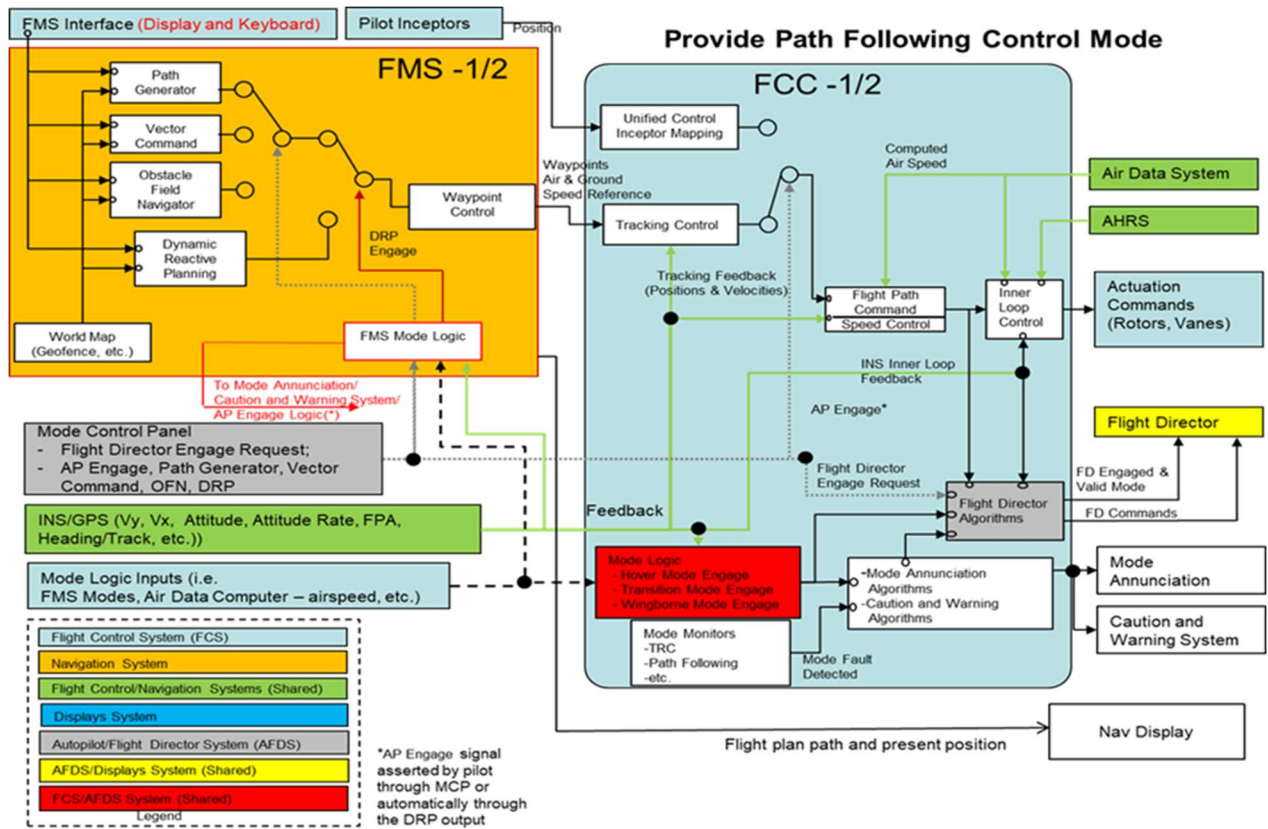 FMS Interface (Display and Keyboard)
Pilot Inceptors
Position
Provide Path Following Control Mode
FMS -1/2
Path
Generator
Vector
Command
Obstacle
Field
Navigator
Dynamic
Reactive
Planning
World Map
(Geofence, etc.)
DRP
Engage
Waypoint
Control
FMS Mode Logic
To Mode Annunciation/
Caution and Warning System/
AP Engage Logic(*)
Waypoints
Air & Ground
Speed Reference
FCC -1/2
Unified Control
Inceptor Mapping
Tracking Control
Computed
Air Speed
Tracking Feedback
(Positions & Velocities)
Flight Path
Command
Speed Control
Inner
Loop
Control
INS Inner Loop
Feedback
AP Engage*
Flight Director
Engage Request
Flight Director
Algorithms
Air Data System
AHRS
Actuation
Commands
(Rotors, Vanes)
Flight Director
FD Engaged &
Valid Mode
FD Commands
Mode Control Panel
- Flight Director Engage Request;
- AP Engage, Path Generator, Vector
Command, OFN, DRP
INS/GPS (Vy, Vx, Attitude, Attitude Rate, FPA,
Heading/Track, etc.))
Feedback
Mode Logic Inputs (i.e.
FMS Modes, Air Data Computer – airspeed, etc.)
Mode Logic
- Hover Mode Engage
- Transition Mode Engage
- Wingborne Mode Engage
Mode Monitors
-TRC
-Path Following
-etc.
Mode Fault
Detected
-Mode Annunciation
Algorithms
-Caution and Warning
Algorithms
Mode
Annunciation
Caution and
Warning System
Flight plan path and present position
Nav Display
Flight Control System (FCS)
Navigation System
Flight Control/Navigation Systems (Shared)
Displays System
Autopilot/Flight Director System (AFDS)
AFDS/Displays System (Shared)
FCS/AFDS System (Shared)
Legend
*AP Engage signal
asserted by pilot
through MCP or
automatically through
the DRP output